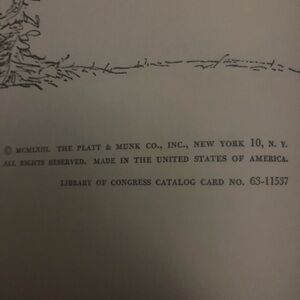 © MCMLXIII. THE PLATT & MUNK CO., INC., NEW YORK 10, N. Y.
ALL RIGHTS RESERVED. MADE IN THE UNITED STATES OF AMERICA.
LIBRARY OF CONGRESS CATALOG CARD NO. 63-11537